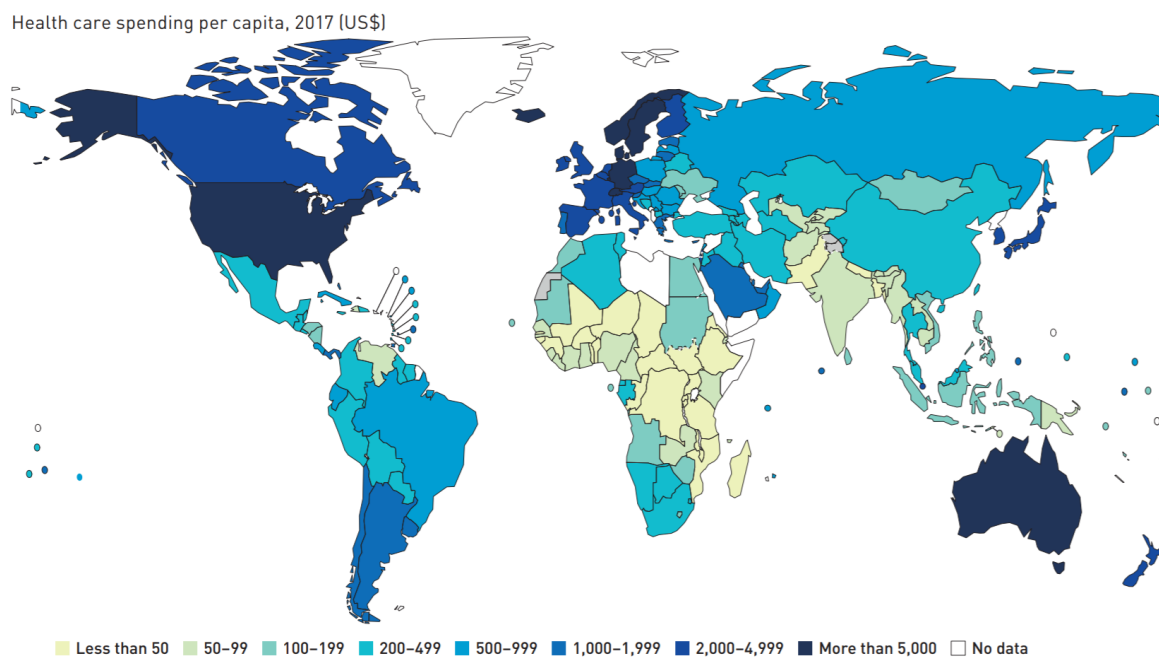 Health care spending per capita, 2017 (US$)
Less than 50 50–99 100–199 200–499 500–999 1,000–1,999 2,000–4,999 More than 5,000 No data